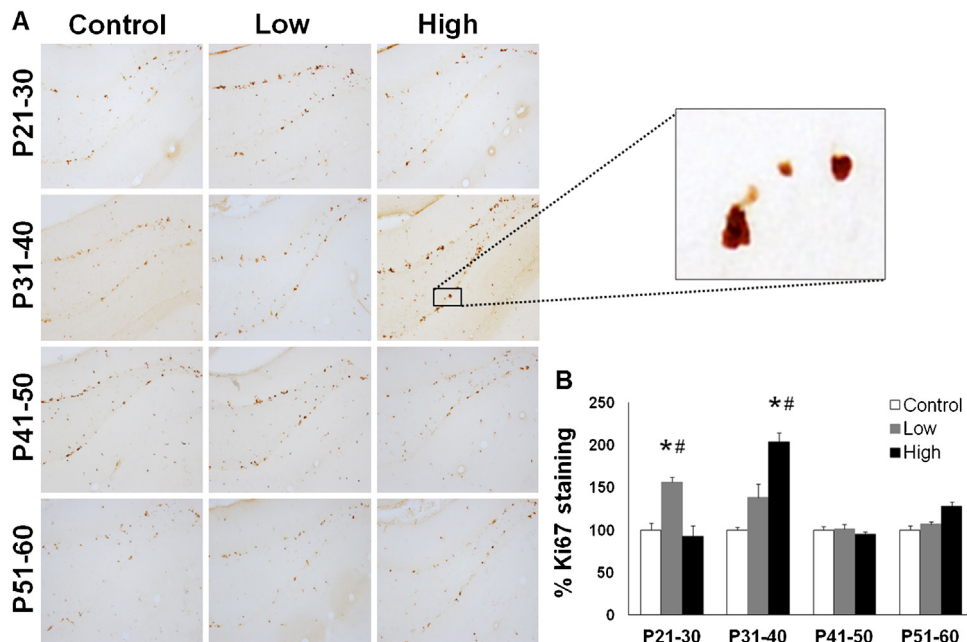 A
Control Low High
P21-30
P31-40
P41-50
P51-60
B
% Ki67 staining
250
200
150
100
50
0
*#
*#
Control
Low
High
P21-30 P31-40 P41-50 P51-60